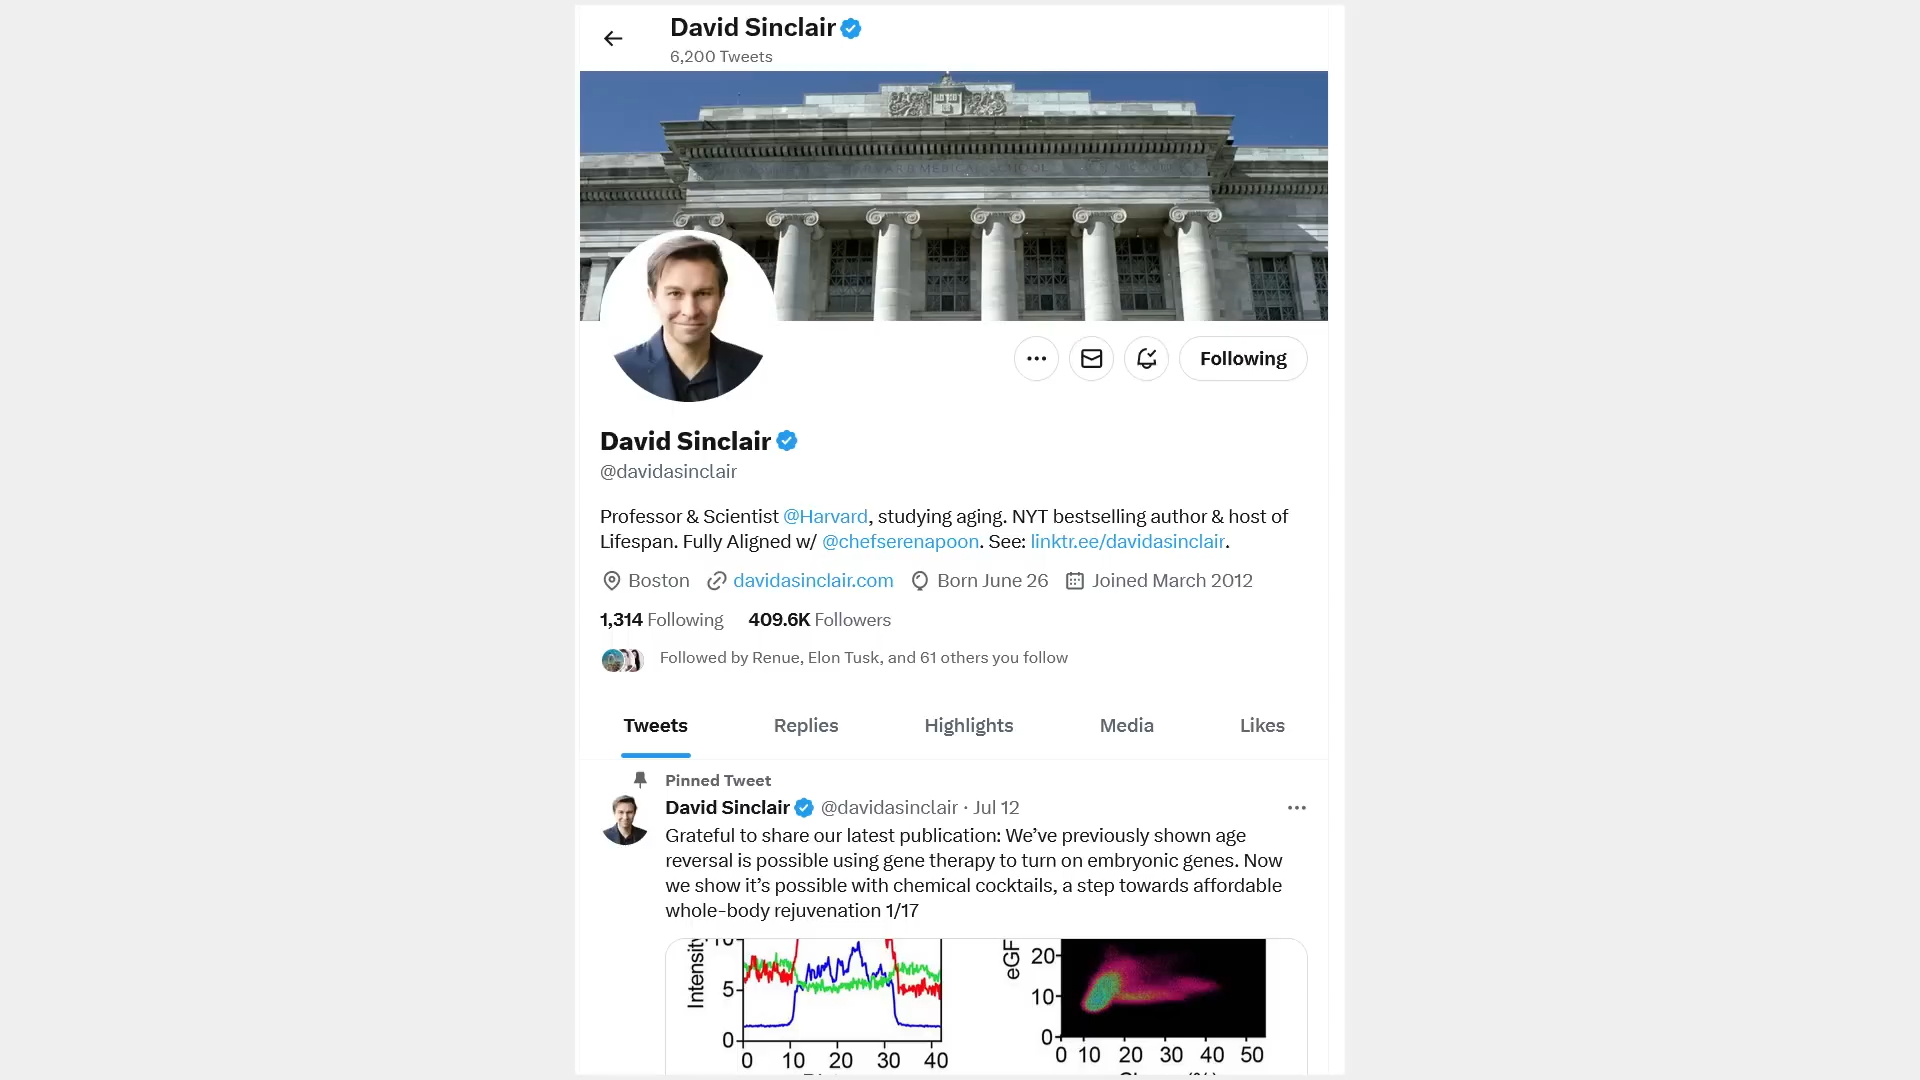 David Sinclair
6,200 Tweets
HARVARD MEDICAL SCHOOL
Following
David Sinclair
@davidasinclair
Professor & Scientist @Harvard, studying aging. NYT bestselling author & host of
Lifespan. Fully Aligned w/ @chefserenapoon. See: linktr.ee/davidasinclair.
Boston davidasinclair.com Born June 26 Joined March 2012
1,314 Following 409.6K Followers
Followed by Renue, Elon Tusk, and 61 others you follow
Tweets Replies Highlights Media Likes
Pinned Tweet
David Sinclair @davidasinclair · Jul 12
Grateful to share our latest publication: We’ve previously shown age
reversal is possible using gene therapy to turn on embryonic genes. Now
we show it’s possible with chemical cocktails, a step towards affordable
whole-body rejuvenation 1/17
Intensity
10
5
0
0 10 20 30 40
20
10
0
0 10 20 30 40 50